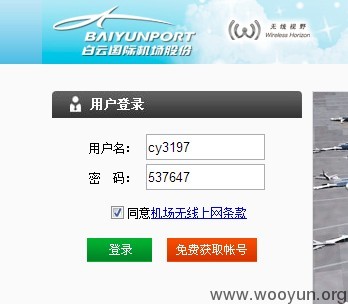 BAIYUNPORT
白云国际机场股份
无线视野
Wireless Horizon
用户登录
用户名： cy3197
密 码： 537647
同意机场无线上网条款
登录 免费获取帐号
www.wooyun.org